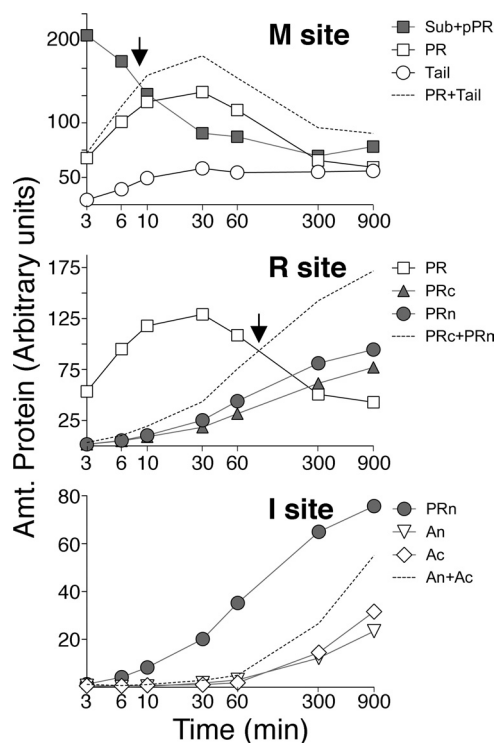 M site
200
100
50
3 6 10 30 60 300 900
Sub+pPR
PR
Tail
PR+Tail
R site
175
125
75
25
3 6 10 30 60 300 900
PR
PRc
PRn
PRc+PRn
I site
80
60
40
20
3 6 10 30 60 300 900
PRn
An
Ac
An+Ac
Amt. Protein (Arbitrary units)
Time (min)